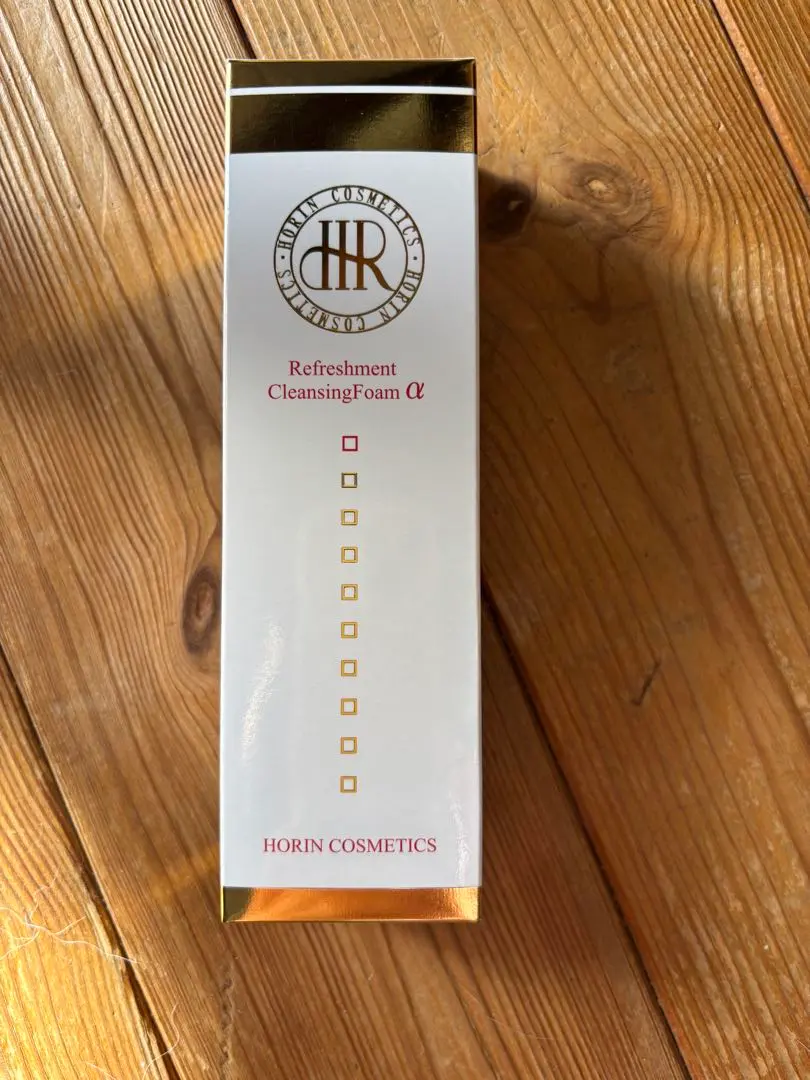 HORIN COSMETICS · HORIN COSMETICS ·
HR
Refreshment
CleansingFoam α
HORIN COSMETICS